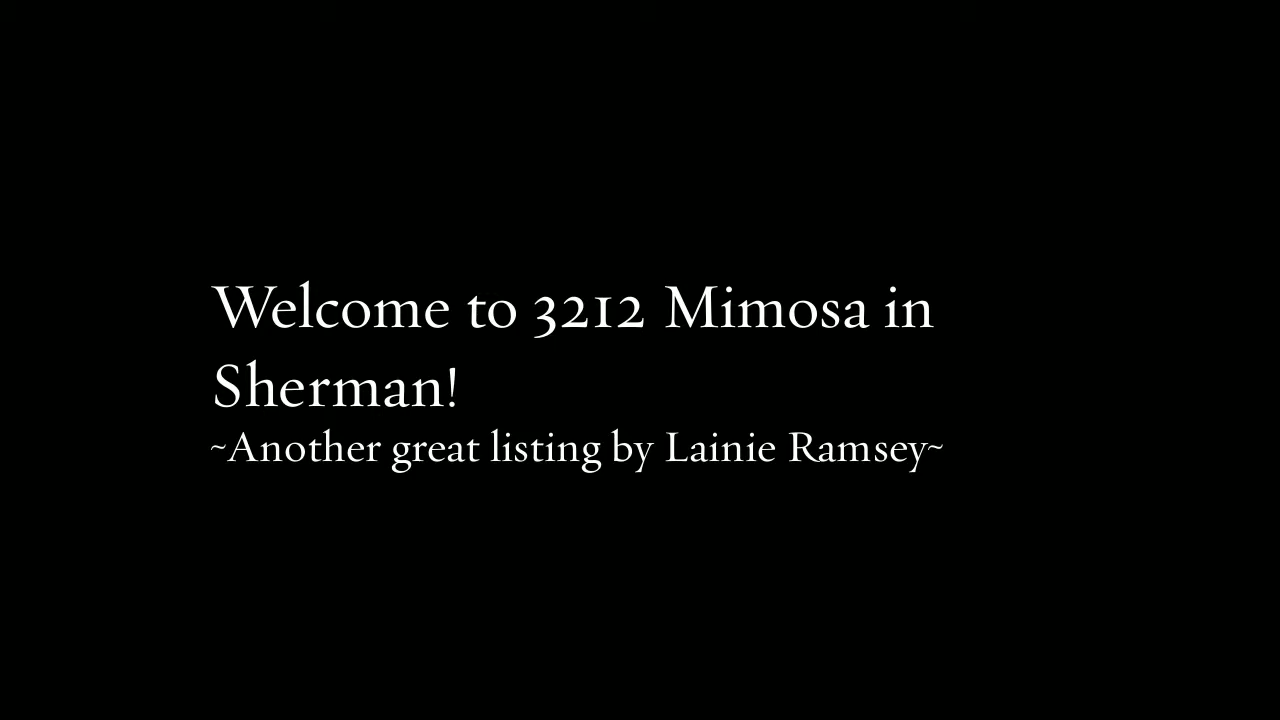 Welcome to 3212 Mimosa in
Sherman!
~Another great listing by Lainie Ramsey~